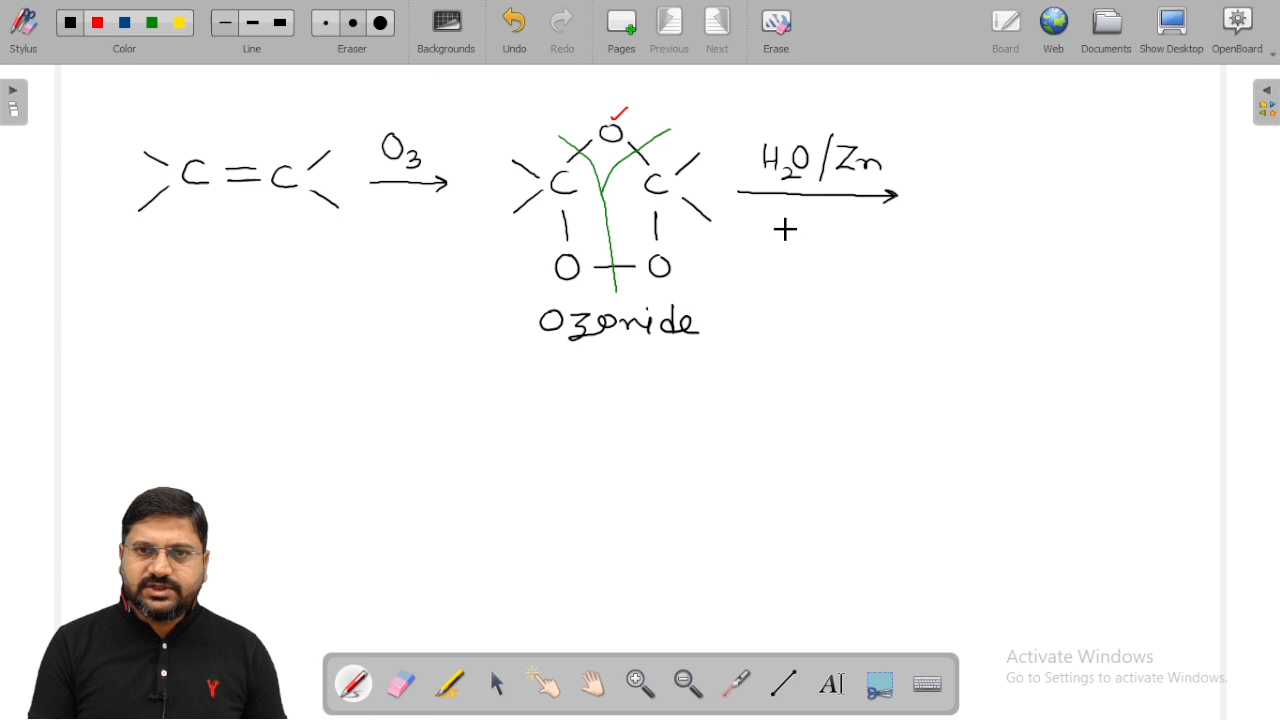 Stylus Color Line Eraser Backgrounds Undo Redo Pages Previous Next Erase Board Web Documents Show Desktop OpenBoard
C = C
O3
O
C C
O — O
Ozonide
H2O/Zn
Y
AI
Activate Windows
Go to Settings to activate Windows.